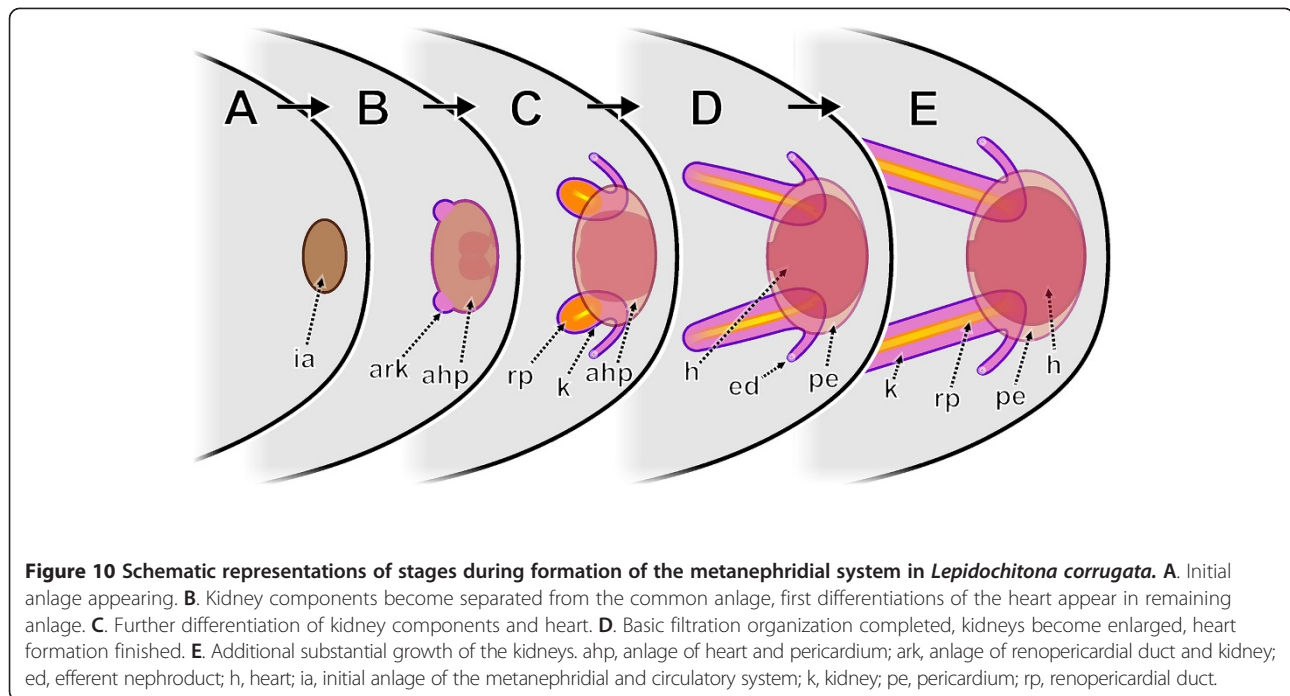 A B C D E
ia ark ahp rp k ahp h ed pe k rp pe h
Figure 10 Schematic representations of stages during formation of the metanephridial system in Lepidochitona corrugata. A. Initial
anlage appearing. B. Kidney components become separated from the common anlage, first differentiations of the heart appear in remaining
anlage. C. Further differentiation of kidney components and heart. D. Basic filtration organization completed, kidneys become enlarged, heart
formation finished. E. Additional substantial growth of the kidneys. ahp, anlage of heart and pericardium; ark, anlage of renopericardial duct and kidney;
ed, efferent nephroduct; h, heart; ia, initial anlage of the metanephridial and circulatory system; k, kidney; pe, pericardium; rp, renopericardial duct.